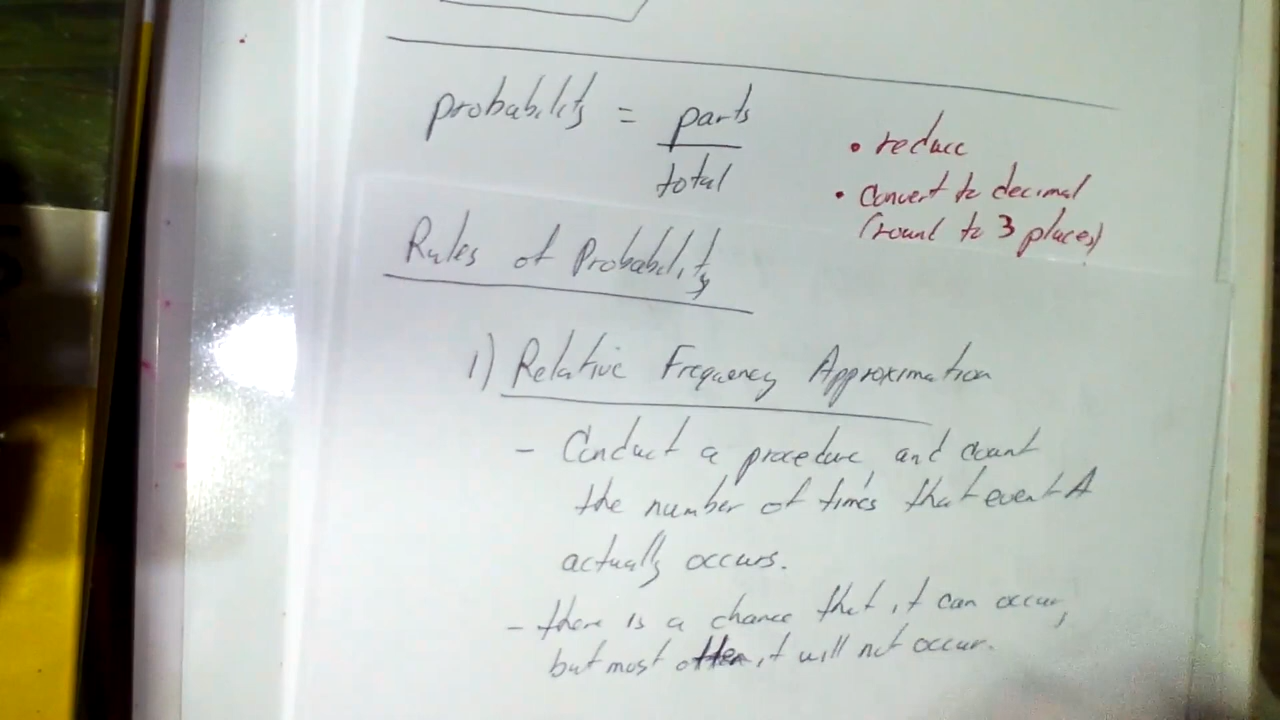 probability = parts
total
• reduce
• Convert to decimal
(round to 3 places)
Rules of Probability
1) Relative Frequency Approximation
- Conduct a procedure, and count
the number of times that event A
actually occurs.
- there is a chance that it can occur,
but most often, it will not occur.